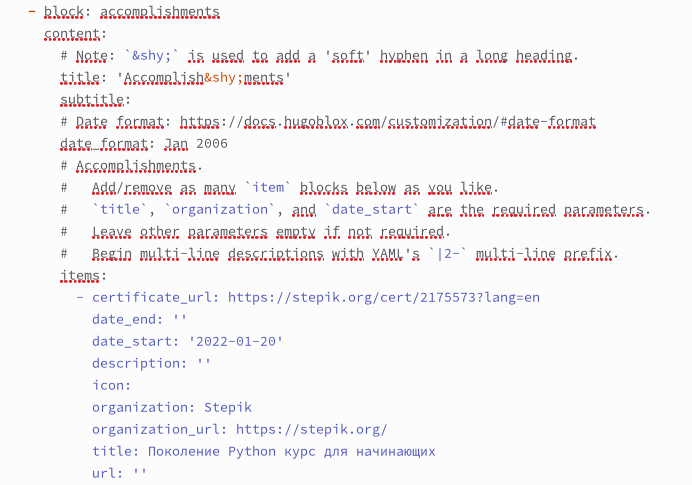 - block: accomplishments
content:
# Note: `&shy;` is used to add a 'soft' hyphen in a long heading.
title: 'Accomplish&shy;ments'
subtitle:
# Date format: https://docs.hugoblox.com/customization/#date-format
date_format: Jan 2006
# Accomplishments.
#   Add/remove as many `item` blocks below as you like.
#   `title`, `organization`, and `date_start` are the required parameters.
#   Leave other parameters empty if not required.
#   Begin multi-line descriptions with YAML's `|2-` multi-line prefix.
items:
- certificate_url: https://stepik.org/cert/2175573?lang=en
date_end: ''
date_start: '2022-01-20'
description: ''
icon:
organization: Stepik
organization_url: https://stepik.org/
title: Поколение Python курс для начинающих
url: ''